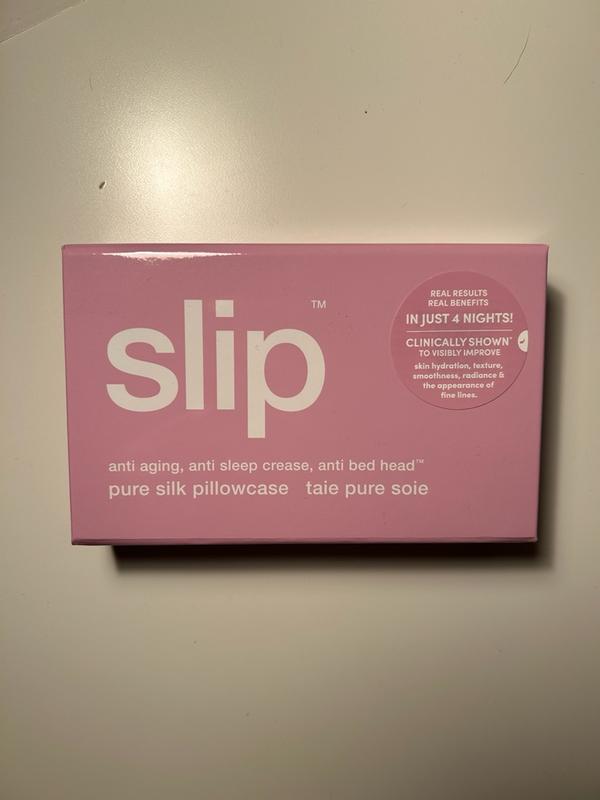 slip™
anti aging, anti sleep crease, anti bed head™
pure silk pillowcase taie pure soie
REAL RESULTS
REAL BENEFITS
IN JUST 4 NIGHTS!
CLINICALLY SHOWN*
TO VISIBLY IMPROVE
skin hydration, texture,
smoothness, radiance &
the appearance of
fine lines.